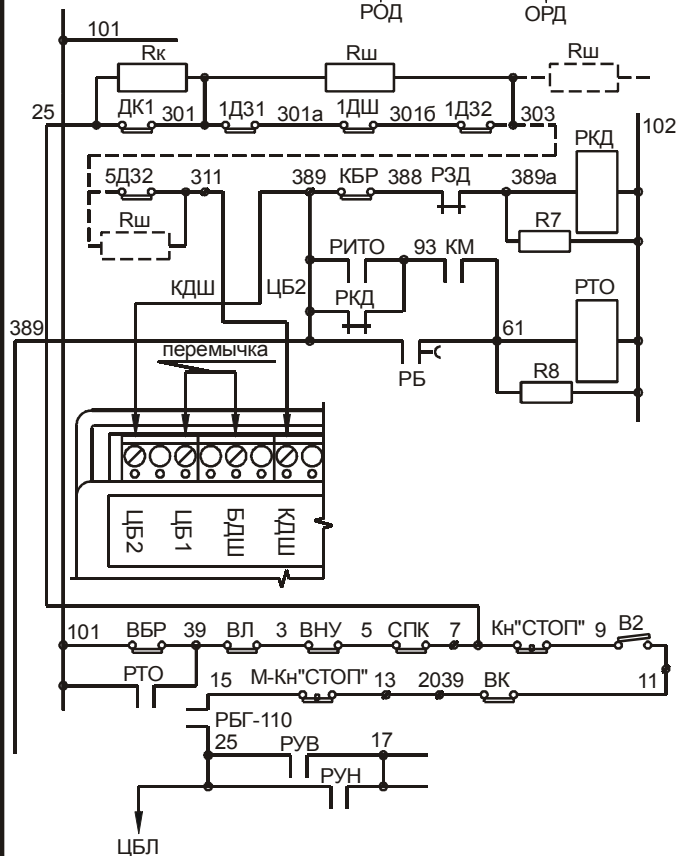 РОД ОРД
101
Rк Rш Rш
25 ДК1 301 1ДЗ1 301а 1ДШ 301б 1ДЗ2 303 102
РКД
5ДЗ2 311 389 КБР 388 РЗД 389а
Rш R7
РИТО 93 КМ
КДШ ЦБ2 РКД РТО
389 61
перемычка
РБ R8
ЦБ2 ЦБ1 БДШ КДШ
101 ВБР 39 ВЛ 3 ВНУ 5 СПК 7 Кн"СТОП" 9 В2
РТО 15 М-Кн"СТОП" 13 2039 ВК 11
РБГ-110
25 РУВ 17
РУН
ЦБЛ